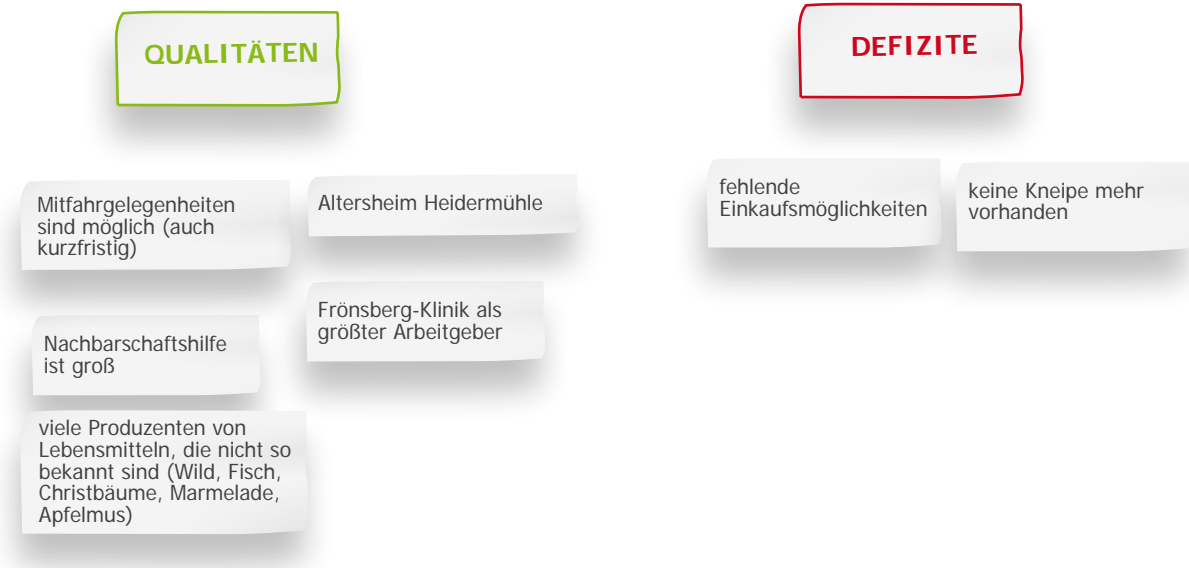 QUALITÄTEN
DEFIZITE
Mitfahrgelegenheiten
sind möglich (auch
kurzfristig)
Altersheim Heidermühle
Frönsberg-Klinik als
größter Arbeitgeber
Nachbarschaftshilfe
ist groß
viele Produzenten von
Lebensmitteln, die nicht so
bekannt sind (Wild, Fisch,
Christbäume, Marmelade,
Apfelmus)
fehlende
Einkaufsmöglichkeiten
keine Kneipe mehr
vorhanden